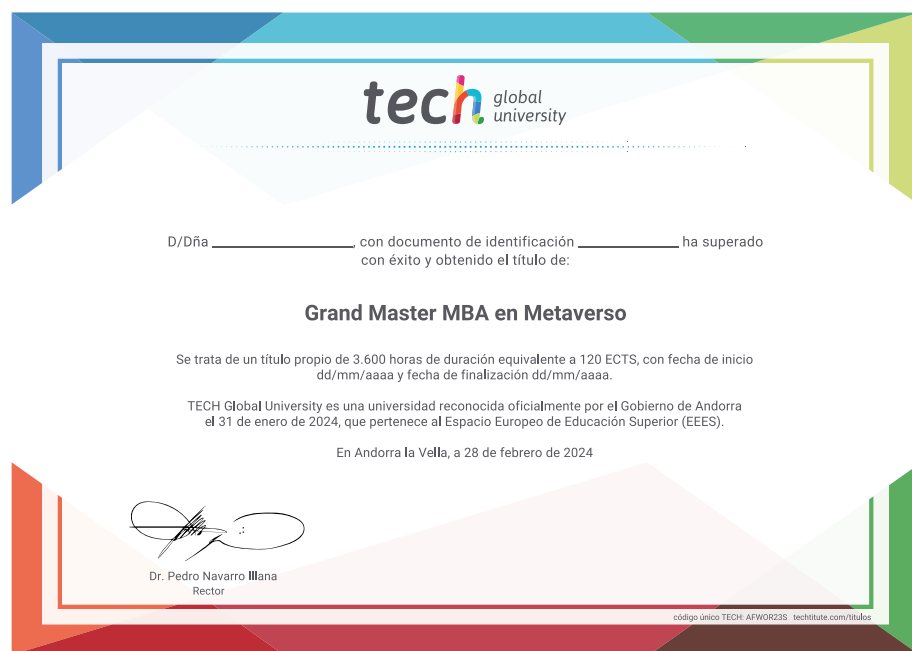 tech global university
D/Dña ____________________, con documento de identificación ______________ ha superado
con éxito y obtenido el título de:
Grand Master MBA en Metaverso
Se trata de un título propio de 3.600 horas de duración equivalente a 120 ECTS, con fecha de inicio
dd/mm/aaaa y fecha de finalización dd/mm/aaaa.
TECH Global University es una universidad reconocida oficialmente por el Gobierno de Andorra
el 31 de enero de 2024, que pertenece al Espacio Europeo de Educación Superior (EEES).
En Andorra la Vella, a 28 de febrero de 2024
Dr. Pedro Navarro Illana
Rector
código único TECH: AFWOR23S techtitute.com/titulos